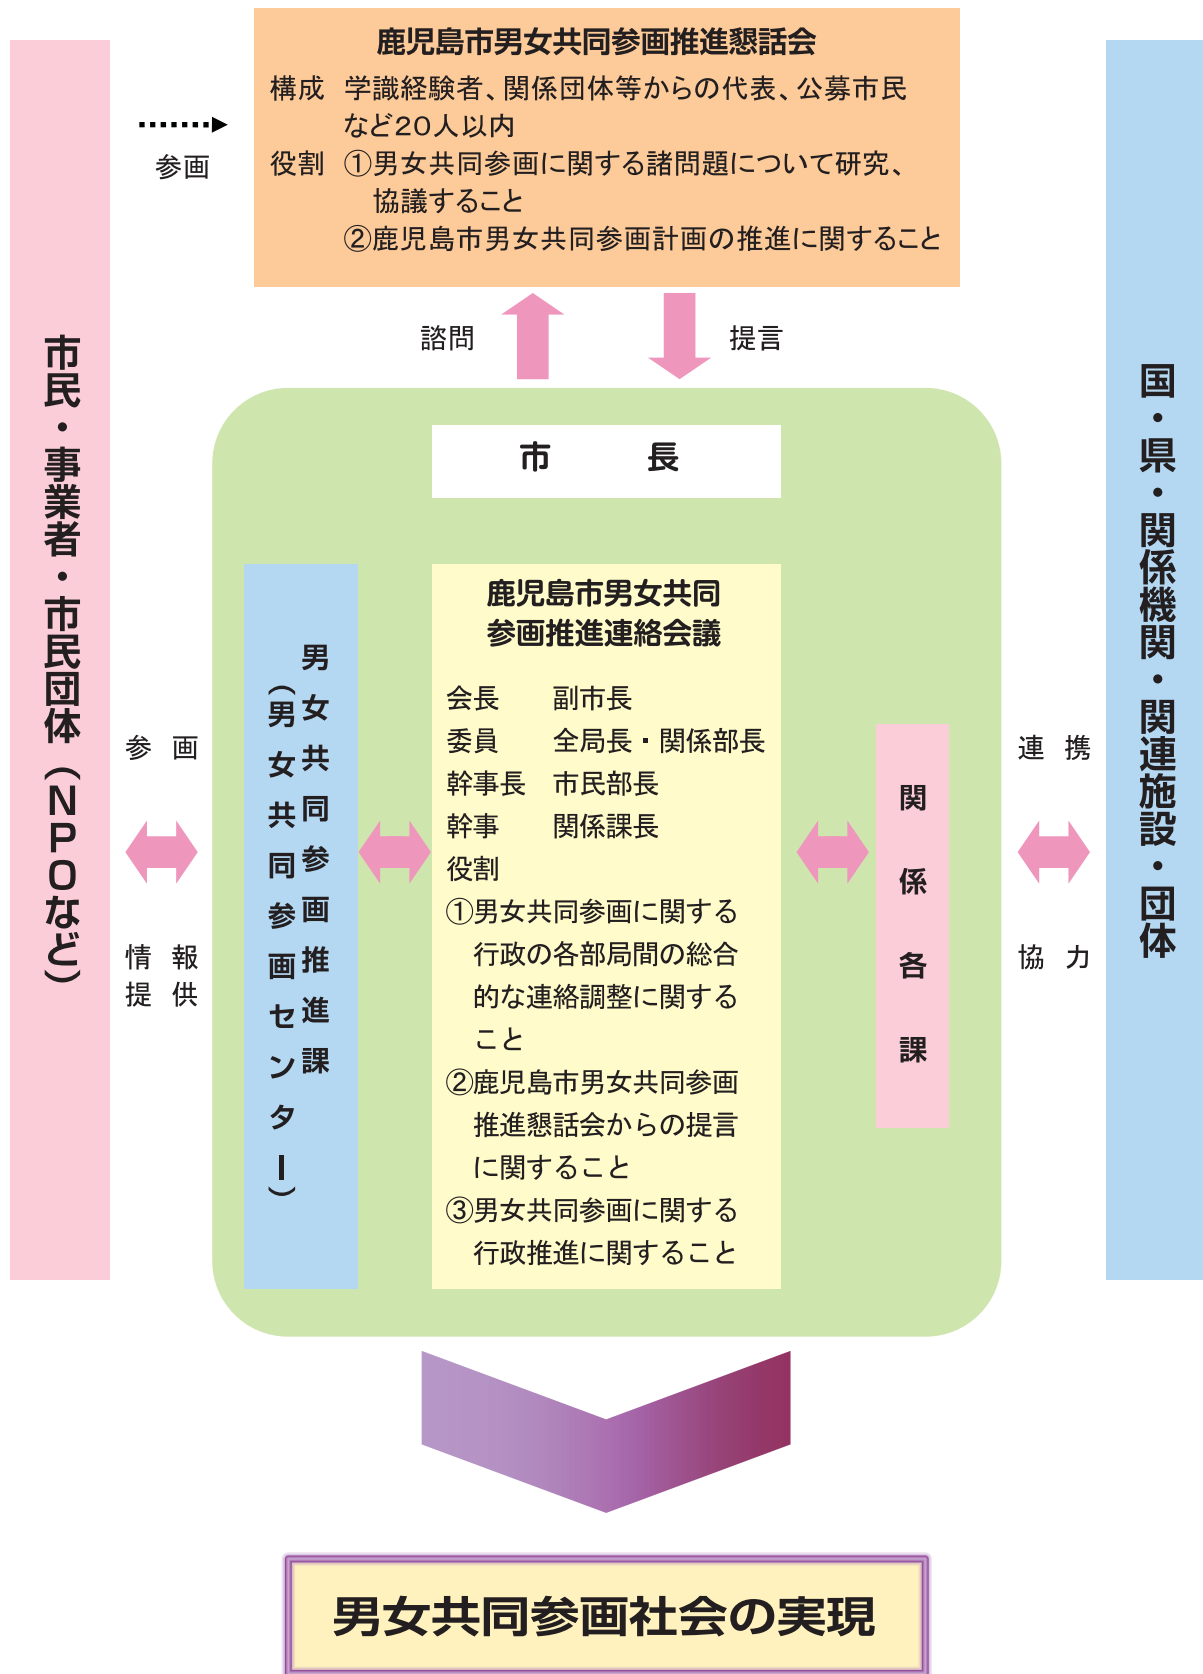 鹿児島市男女共同参画推進懇話会
構成 学識経験者、関係団体等からの代表、公募市民
など20人以内
役割 ①男女共同参画に関する諸問題について研究、
協議すること
②鹿児島市男女共同参画計画の推進に関すること
参画
諮問
提言
市民・事業者・市民団体（NPOなど）
国・県・関係機関・関連施設・団体
市 長
参 画
情 報
提 供
男女共同参画推進課
（男女共同参画センター）
鹿児島市男女共同
参画推進連絡会議
会長 副市長
委員 全局長・関係部長
幹事長 市民部長
幹事 関係課長
役割
①男女共同参画に関する
行政の各部局間の総合
的な連絡調整に関する
こと
②鹿児島市男女共同参画
推進懇話会からの提言
に関すること
③男女共同参画に関する
行政推進に関すること
関係各課
連 携
協 力
男女共同参画社会の実現